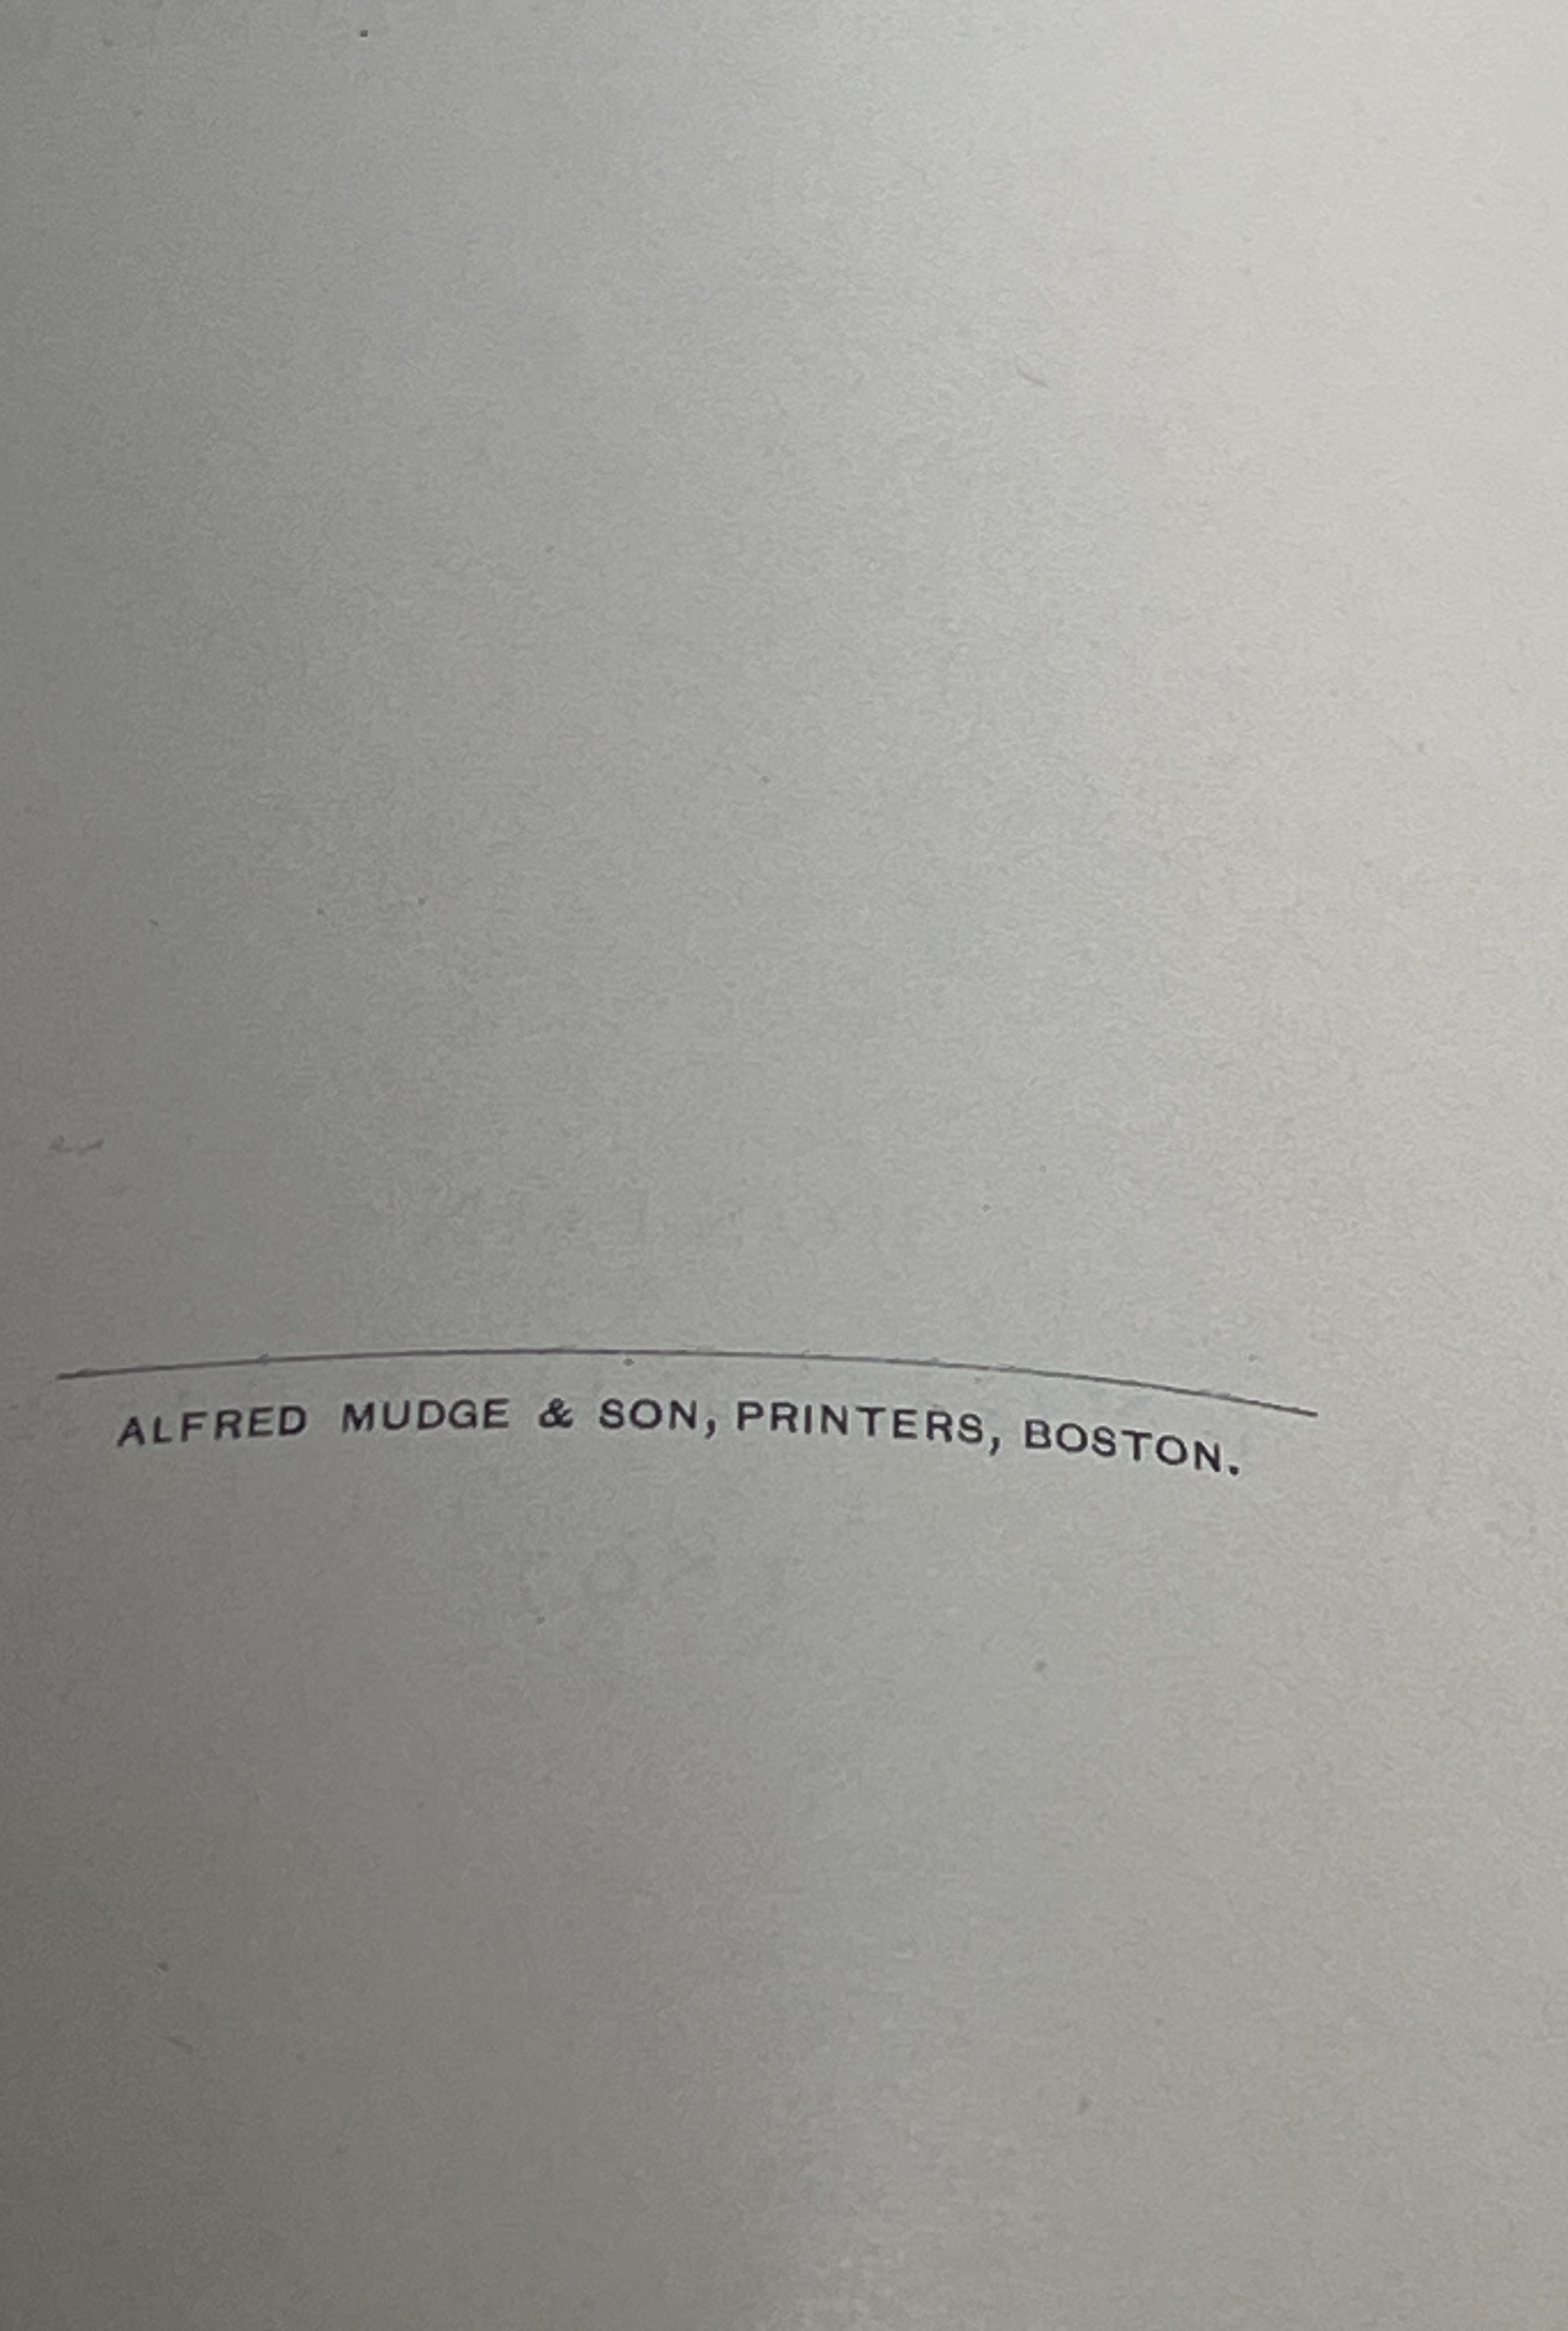 ALFRED MUDGE & SON, PRINTERS, BOSTON.